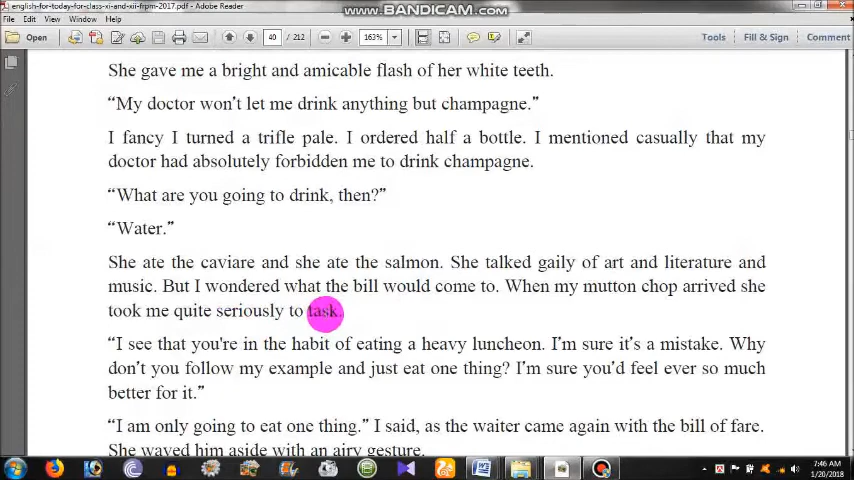 english-for-today-for-class-xi-and-xii-frpm-2017.pdf - Adobe Reader
www.BANDICAM.com
File Edit View Window Help
Open 40 / 212 163% Tools Fill & Sign Comment
She gave me a bright and amicable flash of her white teeth.
“My doctor won’t let me drink anything but champagne.”
I fancy I turned a trifle pale. I ordered half a bottle. I mentioned casually that my
doctor had absolutely forbidden me to drink champagne.
“What are you going to drink, then?”
“Water.”
She ate the caviare and she ate the salmon. She talked gaily of art and literature and
music. But I wondered what the bill would come to. When my mutton chop arrived she
took me quite seriously to task.
“I see that you're in the habit of eating a heavy luncheon. I’m sure it’s a mistake. Why
don’t you follow my example and just eat one thing? I’m sure you’d feel ever so much
better for it.”
“I am only going to eat one thing.” I said, as the waiter came again with the bill of fare.
She waved him aside with an airy gesture.
7:46 AM
1/20/2018